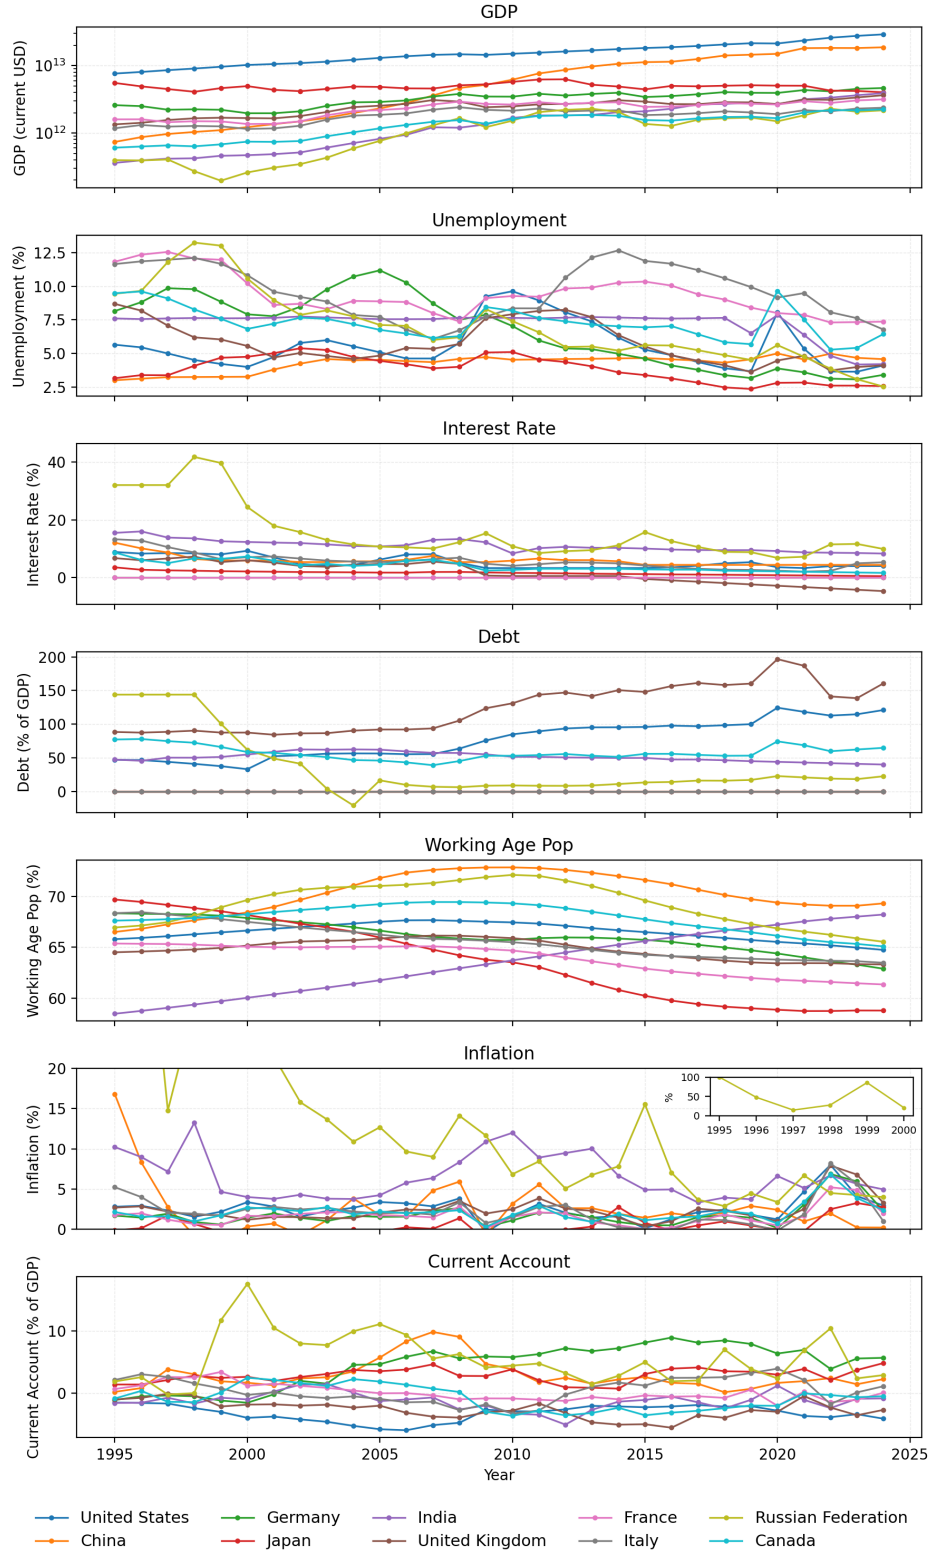 GDP
GDP (current USD)
10^13
10^12
Unemployment
Unemployment (%)
12.5
10.0
7.5
5.0
2.5
Interest Rate
Interest Rate (%)
40
20
0
Debt
Debt (% of GDP)
200
150
100
50
0
Working Age Pop
Working Age Pop (%)
70
65
60
Inflation
Inflation (%)
20
15
10
5
0
%
100
50
0
1995 1996 1997 1998 1999 2000
Current Account
Current Account (% of GDP)
10
0
1995 2000 2005 2010 2015 2020 2025
Year
United States Germany India France Russian Federation
China Japan United Kingdom Italy Canada